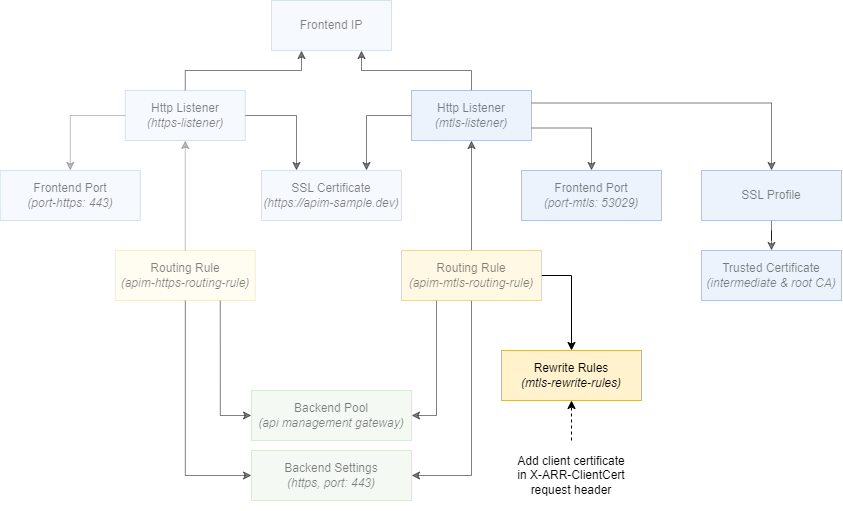 Frontend IP
Http Listener
(https-listener)
Http Listener
(mtls-listener)
Frontend Port
(port-https: 443)
SSL Certificate
(https://apim-sample.dev)
Frontend Port
(port-mtls: 53029)
SSL Profile
Routing Rule
(apim-https-routing-rule)
Routing Rule
(apim-mtls-routing-rule)
Trusted Certificate
(intermediate & root CA)
Rewrite Rules
(mtls-rewrite-rules)
Backend Pool
(api management gateway)
Backend Settings
(https, port: 443)
Add client certificate
in X-ARR-ClientCert
request header